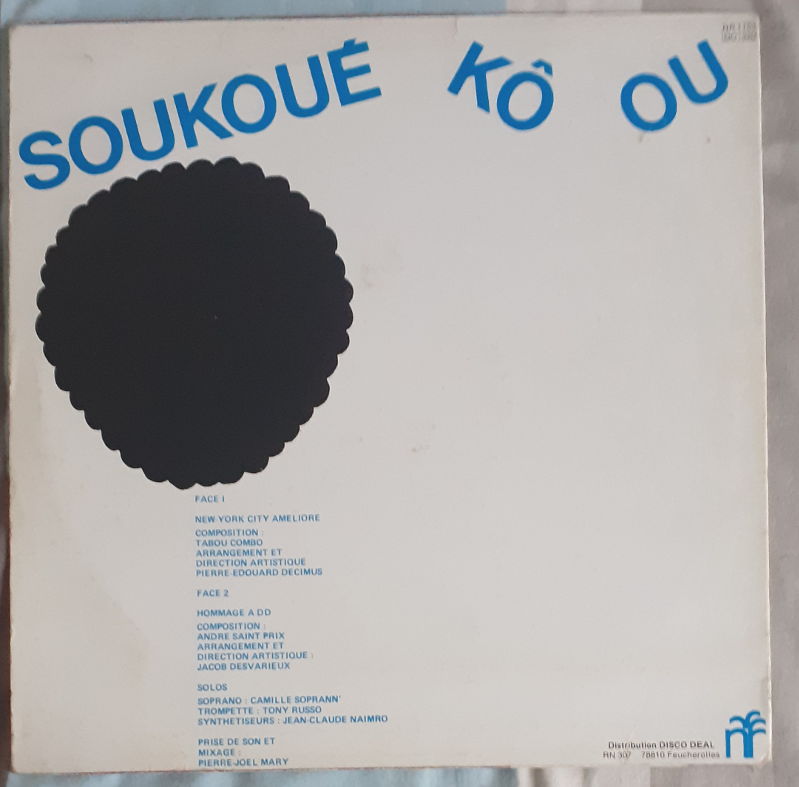 SOUKOUÉ KÔ OU
FACE 1
NEW YORK CITY AMELIORE
COMPOSITION :
TABOU COMBO
ARRANGEMENT ET
DIRECTION ARTISTIQUE
PIERRE-EDOUARD DECIMUS
FACE 2
HOMMAGE A DD
COMPOSITION :
ANDRE SAINT PRIX
ARRANGEMENT ET
DIRECTION ARTISTIQUE :
JACOB DESVARIEUX
SOLOS
SOPRANO : CAMILLE SOPRANN'
TROMPETTE : TONY RUSSO
SYNTHETISEURS : JEAN-CLAUDE NAIMRO
PRISE DE SON ET
MIXAGE :
PIERRE-JOEL MARY
Distribution DISCO DEAL
RN 307 78810 Feucherolles